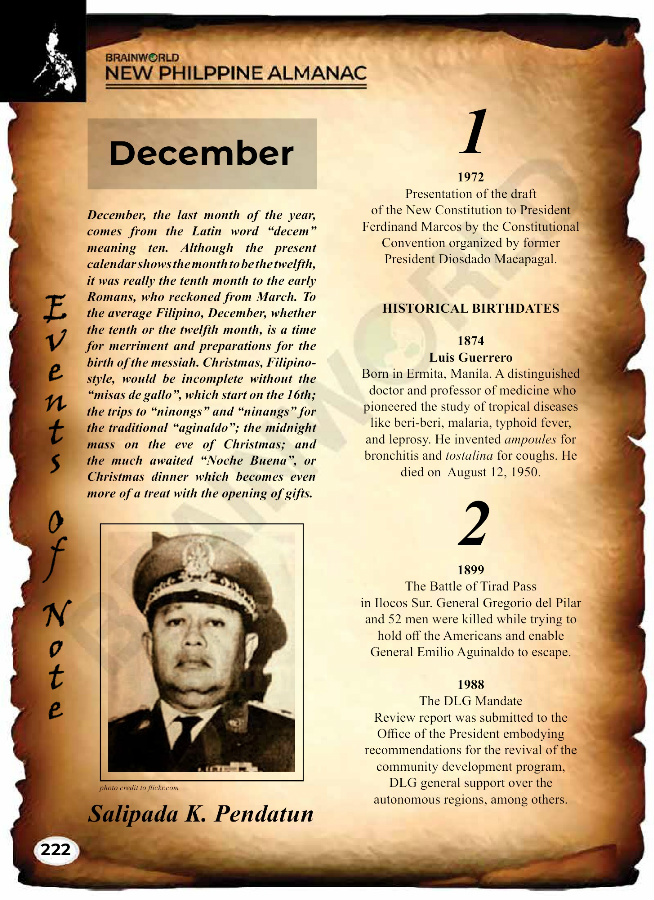 BRAINWORLD
NEW PHILPPINE ALMANAC
December
December, the last month of the year,
comes from the Latin word “decem”
meaning ten. Although the present
calendar shows the month to be the twelfth,
it was really the tenth month to the early
Romans, who reckoned from March. To
the average Filipino, December, whether
the tenth or the twelfth month, is a time
for merriment and preparations for the
birth of the messiah. Christmas, Filipino-
style, would be incomplete without the
“misas de gallo”, which start on the 16th;
the trips to “ninongs” and “ninangs” for
the traditional “aginaldo”; the midnight
mass on the eve of Christmas; and
the much awaited “Noche Buena”, or
Christmas dinner which becomes even
more of a treat with the opening of gifts.
Events of Note
photo credit to flickr.com
Salipada K. Pendatun
222
1
1972
Presentation of the draft
of the New Constitution to President
Ferdinand Marcos by the Constitutional
Convention organized by former
President Diosdado Macapagal.
HISTORICAL BIRTHDATES
1874
Luis Guerrero
Born in Ermita, Manila. A distinguished
doctor and professor of medicine who
pioneered the study of tropical diseases
like beri-beri, malaria, typhoid fever,
and leprosy. He invented ampoules for
bronchitis and tostalina for coughs. He
died on August 12, 1950.
2
1899
The Battle of Tirad Pass
in Ilocos Sur. General Gregorio del Pilar
and 52 men were killed while trying to
hold off the Americans and enable
General Emilio Aguinaldo to escape.
1988
The DLG Mandate
Review report was submitted to the
Office of the President embodying
recommendations for the revival of the
community development program,
DLG general support over the
autonomous regions, among others.
BRAINWORLD